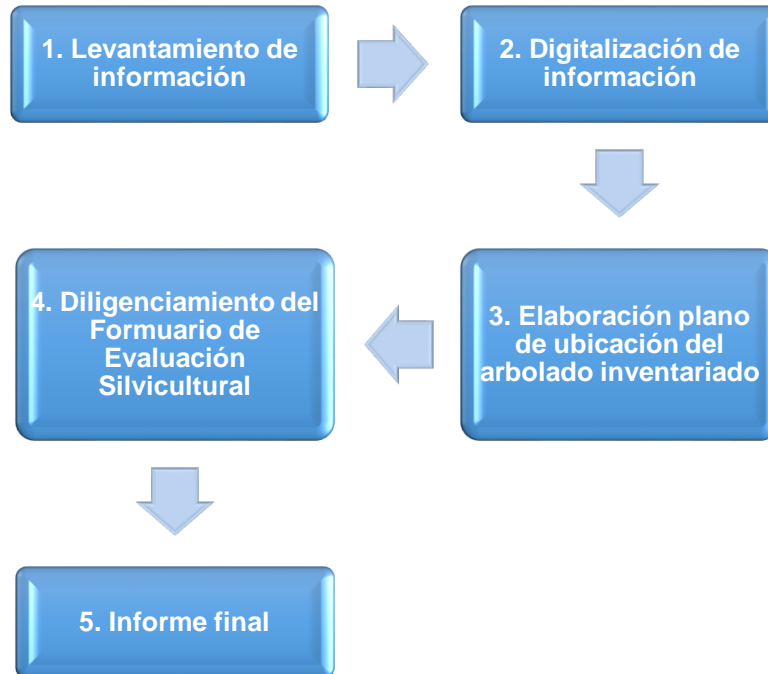 1. Levantamiento de
información
2. Digitalización de
información
3. Elaboración plano
de ubicación del
arbolado inventariado
4. Diligenciamiento del
Formuario de
Evaluación
Silvicultural
5. Informe final